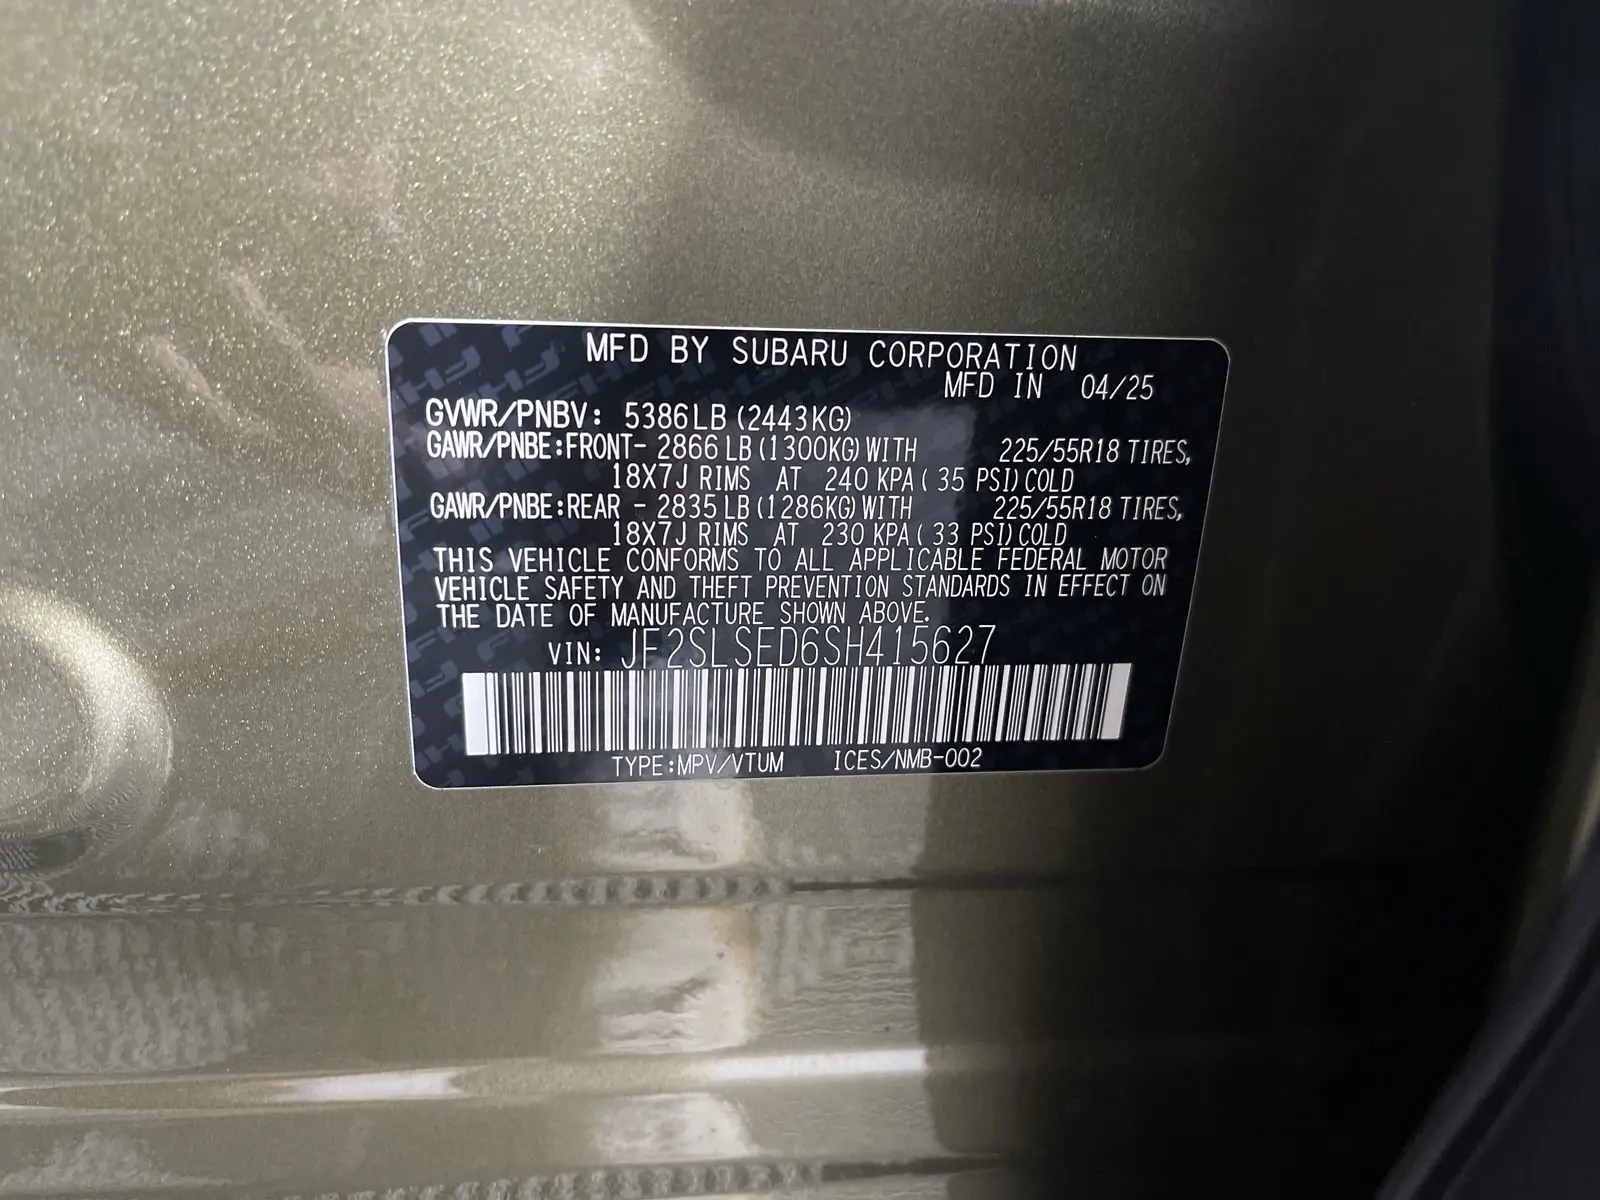 MFD BY SUBARU CORPORATION
MFD IN 04/25
GVWR/PNBV: 5386LB (2443KG)
GAWR/PNBE:FRONT- 2866 LB (1300KG) WITH 225/55R18 TIRES,
18X7J RIMS AT 240 KPA ( 35 PSI) COLD
GAWR/PNBE:REAR - 2835 LB (1286KG) WITH 225/55R18 TIRES,
18X7J RIMS AT 230 KPA ( 33 PSI) COLD
THIS VEHICLE CONFORMS TO ALL APPLICABLE FEDERAL MOTOR
VEHICLE SAFETY AND THEFT PREVENTION STANDARDS IN EFFECT ON
THE DATE OF MANUFACTURE SHOWN ABOVE.
VIN: JF2SLSED6SH415627
TYPE:MPV/VTUM ICES/NMB-002